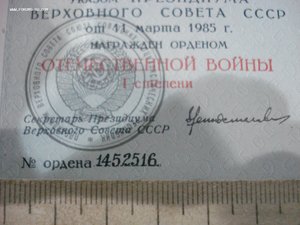 УКАЗОМ ПРЕЗИДИУМА
ВЕРХОВНОГО СОВЕТА СССР
от 11 марта 1985 г.
НАГРАЖДЕН ОРДЕНОМ
ОТЕЧЕСТВЕННОЙ ВОЙНЫ
I степени
Секретарь Президиума
Верховного Совета СССР
№ ордена 1452516.